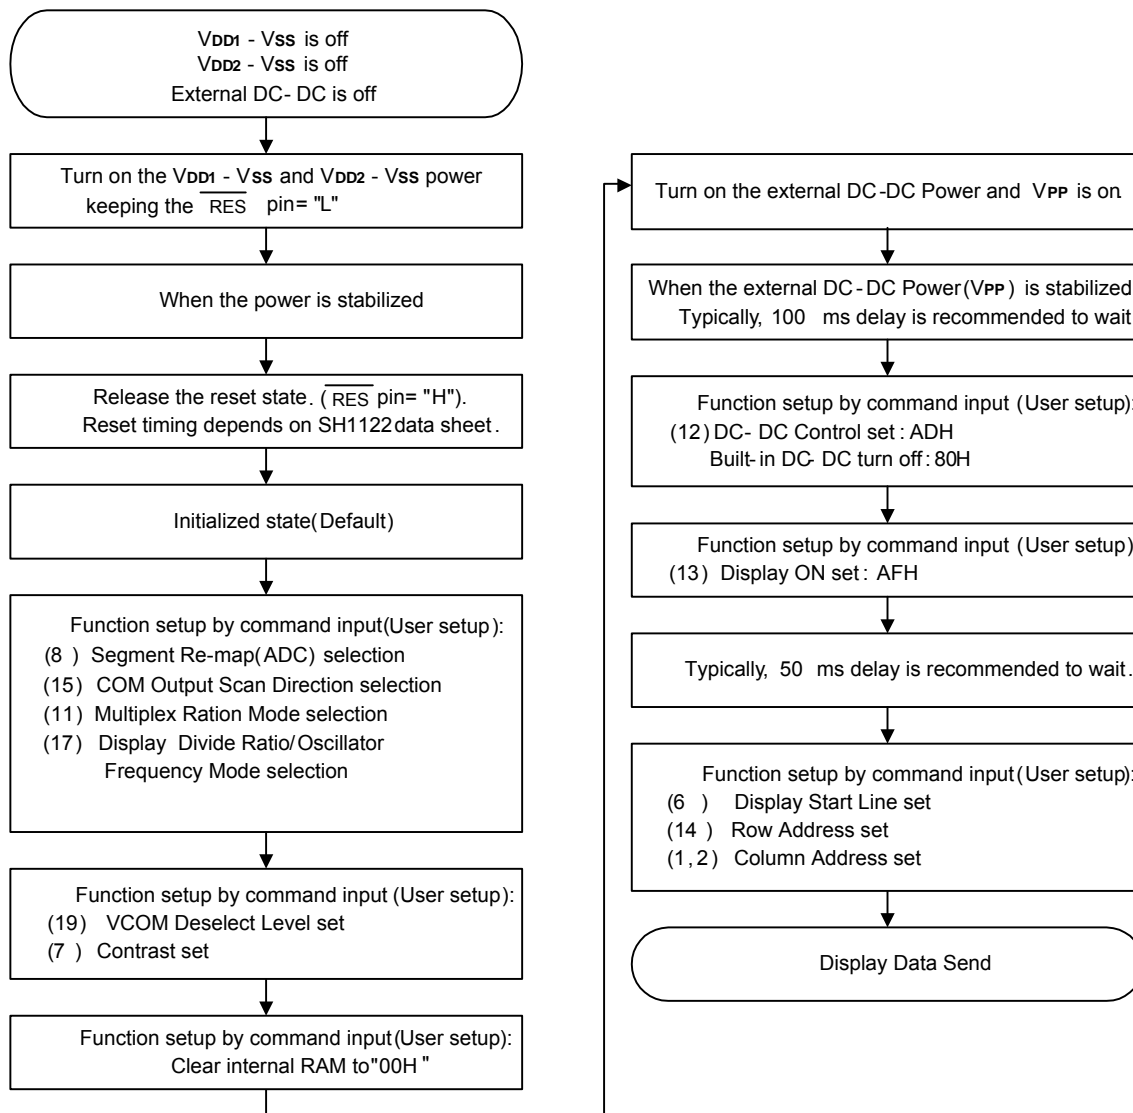 VDD1 - VSS is off
VDD2 - VSS is off
External DC- DC is off
Turn on the VDD1 - VSS and VDD2 - VSS power
keeping the RES pin= "L"
When the power is stabilized
Release the reset state. (RES pin= "H").
Reset timing depends on SH1122 data sheet.
Initialized state(Default)
Function setup by command input(User setup):
(8 ) Segment Re-map(ADC) selection
(15) COM Output Scan Direction selection
(11) Multiplex Ration Mode selection
(17) Display Divide Ratio/Oscillator
Frequency Mode selection
Function setup by command input (User setup):
(19) VCOM Deselect Level set
(7 ) Contrast set
Function setup by command input(User setup):
Clear internal RAM to"00H "
Turn on the external DC-DC Power and VPP is on.
When the external DC-DC Power(VPP) is stabilized
Typically, 100 ms delay is recommended to wait
Function setup by command input (User setup):
(12) DC- DC Control set : ADH
Built-in DC- DC turn off : 80H
Function setup by command input (User setup)
(13) Display ON set : AFH
Typically, 50 ms delay is recommended to wait.
Function setup by command input(User setup):
(6 ) Display Start Line set
(14 ) Row Address set
(1,2) Column Address set
Display Data Send